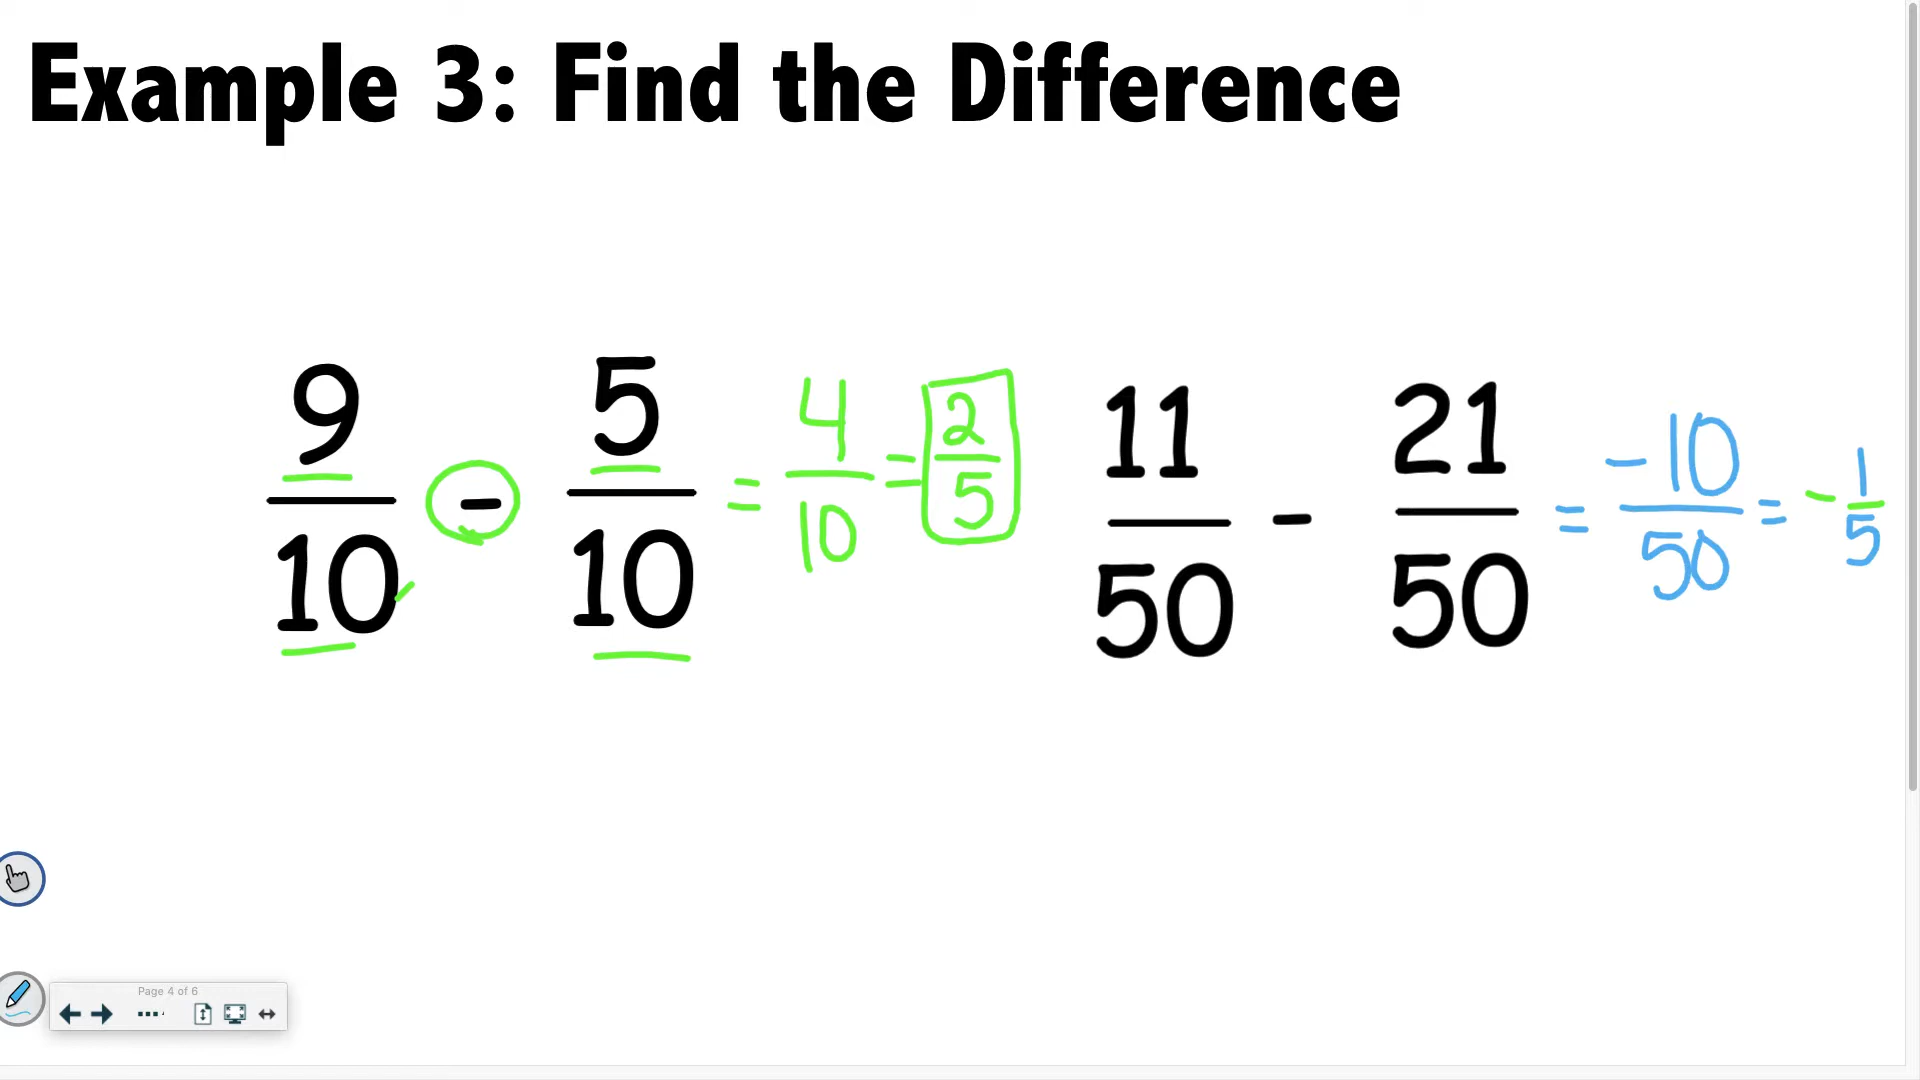 Example 3: Find the Difference
9/10 - 5/10 = 4/10 = 2/5
11/50 - 21/50 = -10/50 = -1/5
Page 4 of 6